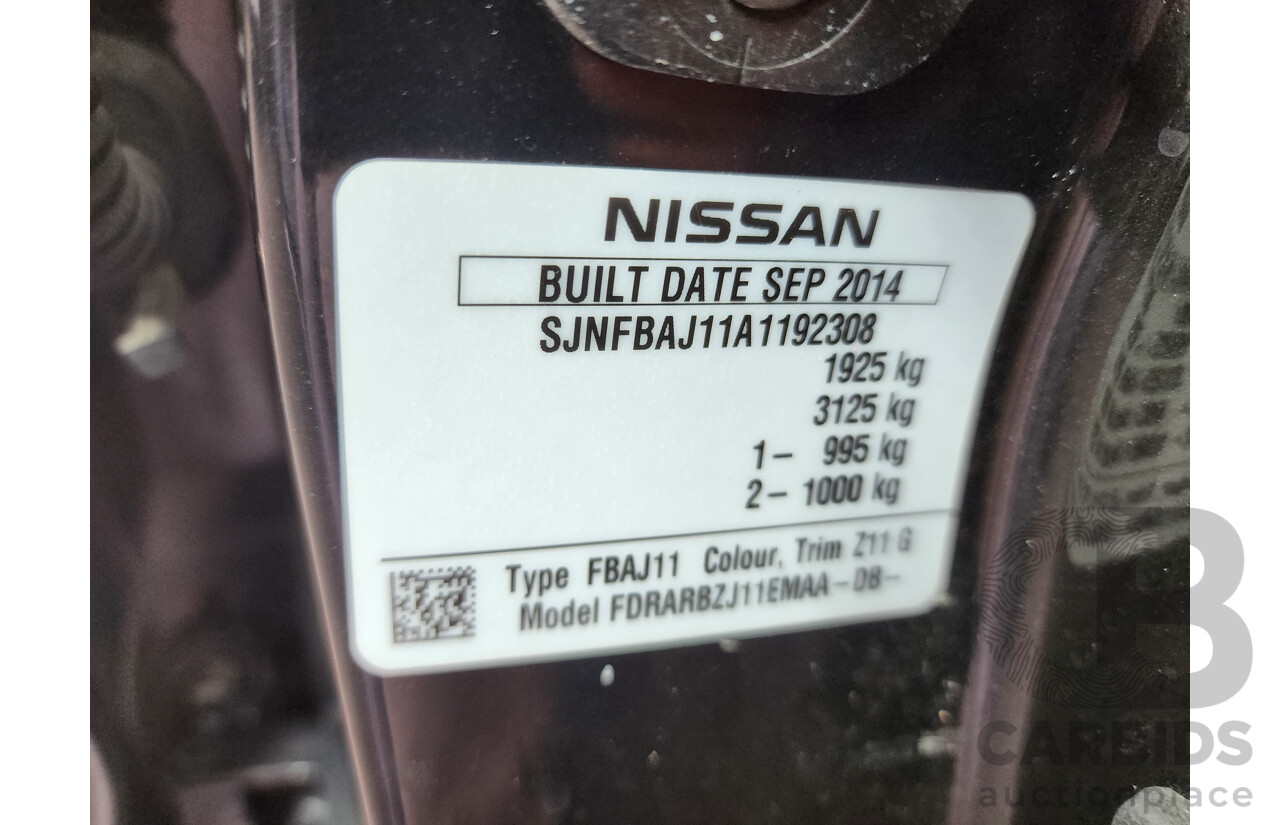 NISSAN
BUILT DATE SEP 2014
SJNFBAJ11A1192308
1925 kg
3125 kg
1- 995 kg
2- 1000 kg
Type FBAJ11 Colour, Trim Z11 G
Model FDRARBZJ11EMAA-DB-
CB
CARBIDS
auctionplace